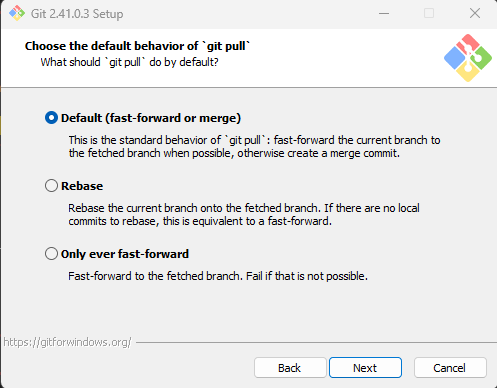 Git 2.41.0.3 Setup
Choose the default behavior of `git pull`
What should `git pull` do by default?
Default (fast-forward or merge)
This is the standard behavior of `git pull`: fast-forward the current branch to
the fetched branch when possible, otherwise create a merge commit.
Rebase
Rebase the current branch onto the fetched branch. If there are no local
commits to rebase, this is equivalent to a fast-forward.
Only ever fast-forward
Fast-forward to the fetched branch. Fail if that is not possible.
https://gitforwindows.org/
Back Next Cancel